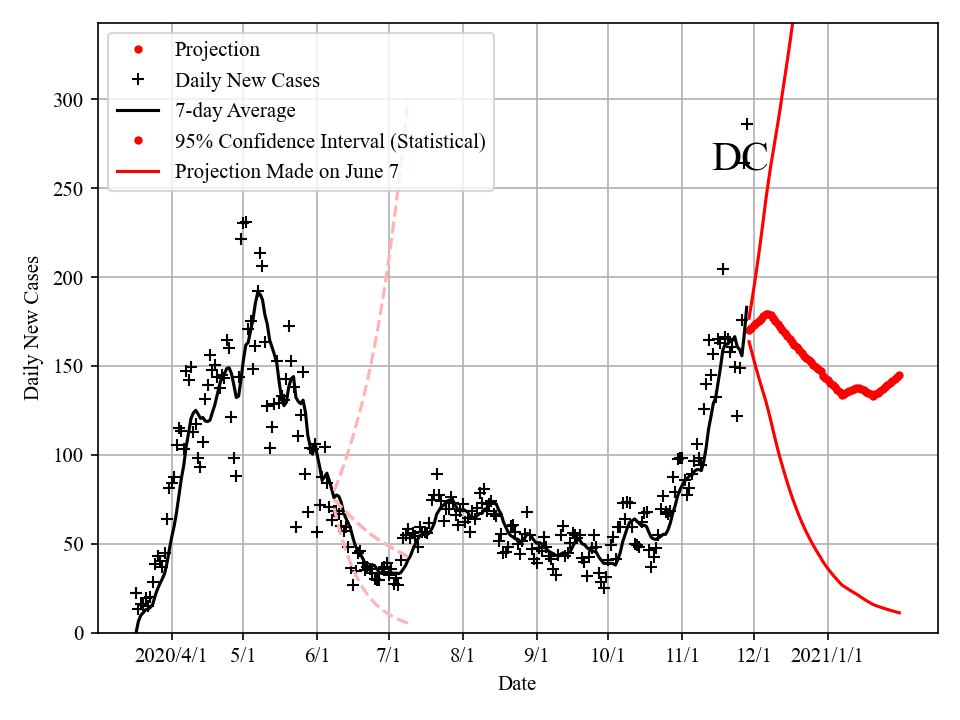 Projection
Daily New Cases
7-day Average
95% Confidence Interval (Statistical)
Projection Made on June 7
DC
300
250
200
150
100
50
0
Daily New Cases
2020/4/1 5/1 6/1 7/1 8/1 9/1 10/1 11/1 12/1 2021/1/1
Date